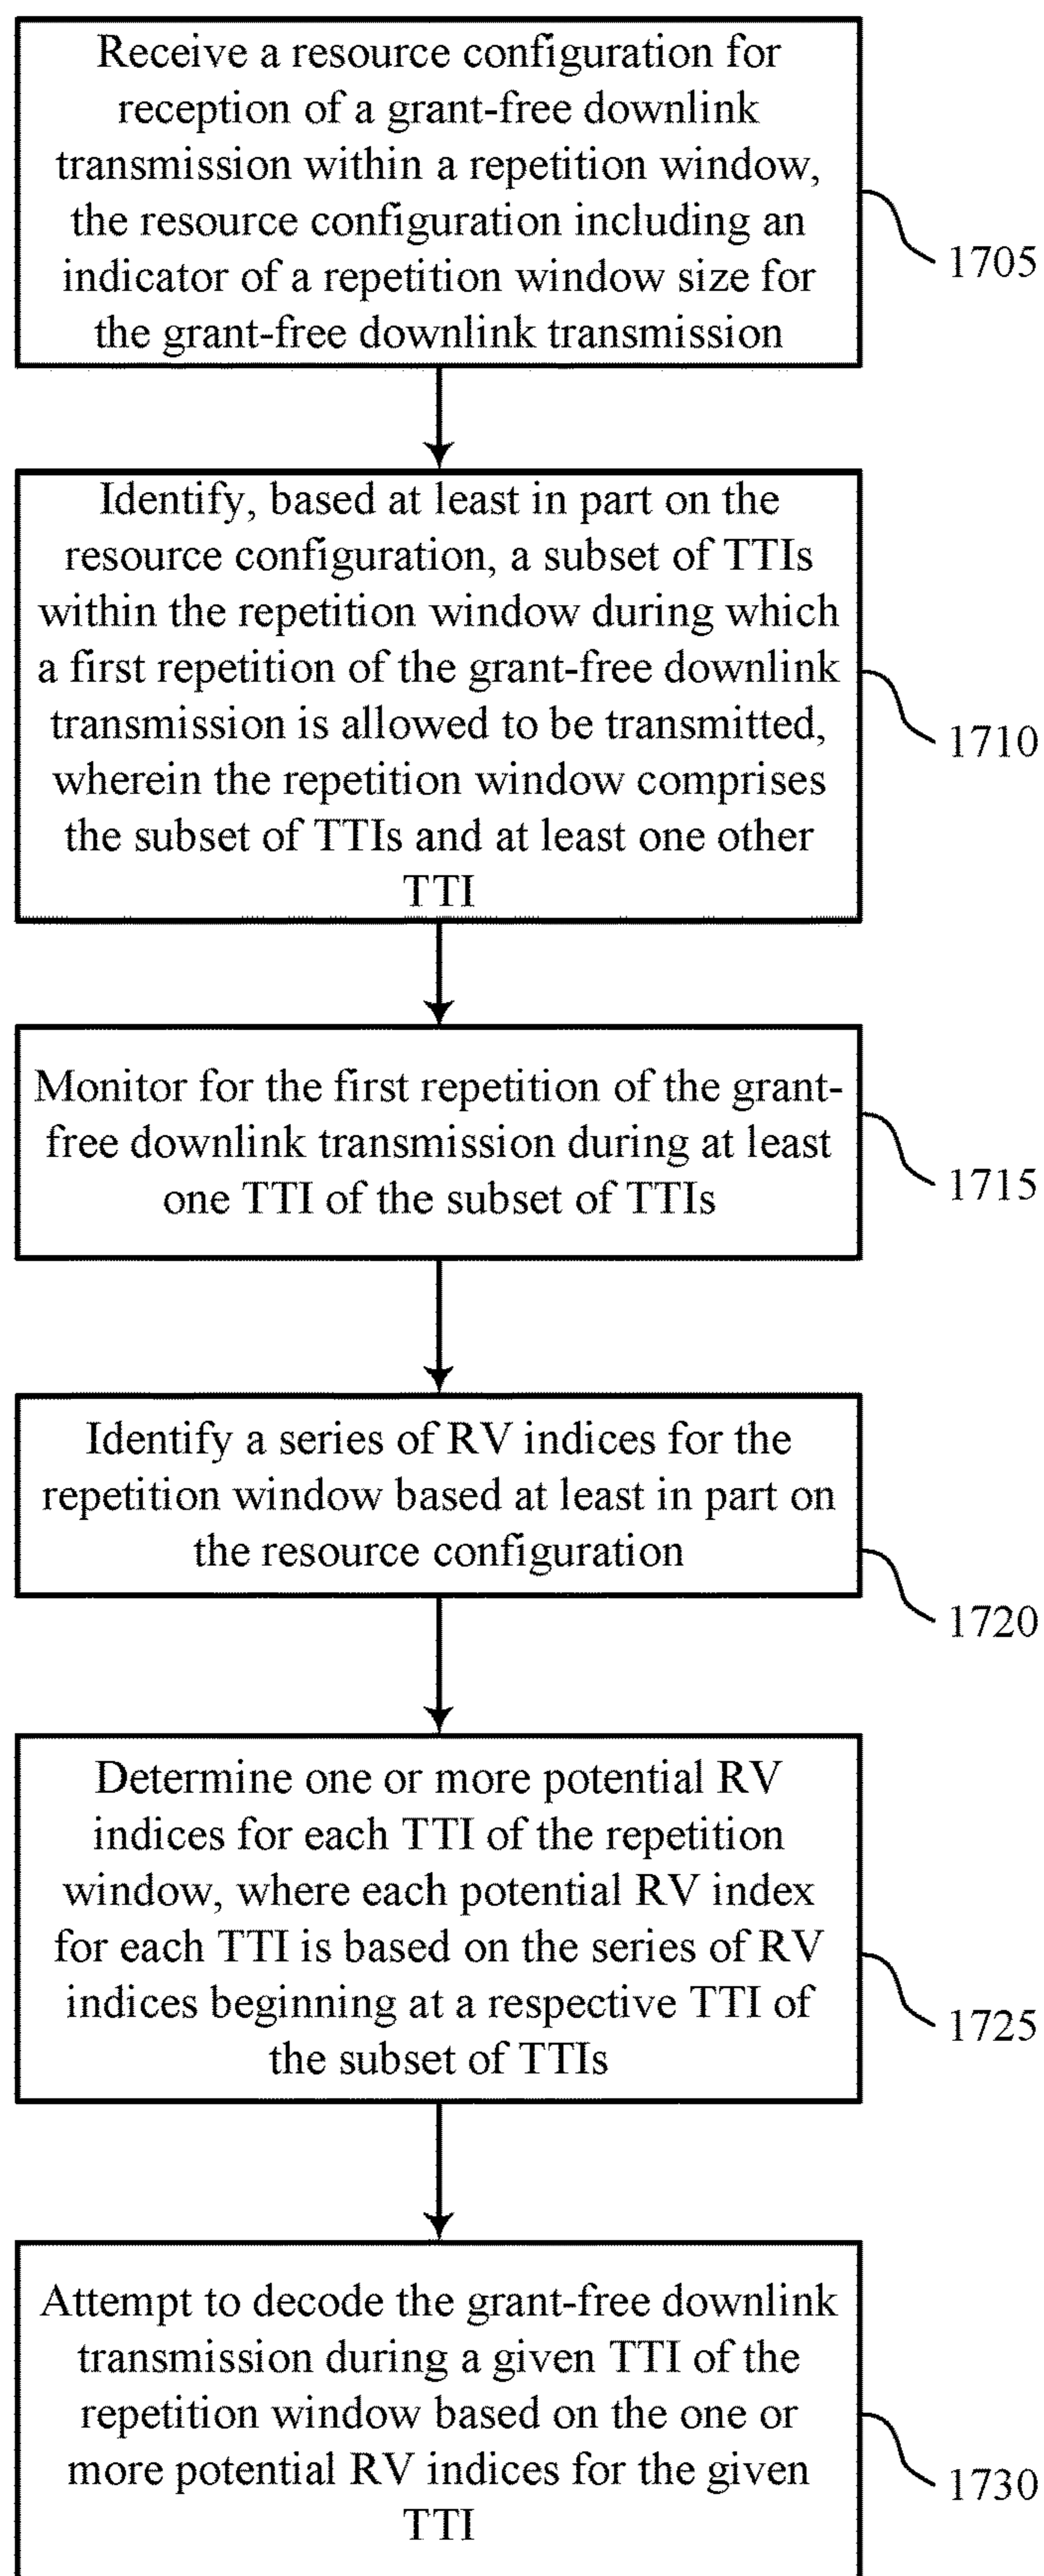 Receive a resource configuration for
reception of a grant-free downlink
transmission within a repetition window,
the resource configuration including an
indicator of a repetition window size for
the grant-free downlink transmission
1705
Identify, based at least in part on the
resource configuration, a subset of TTIs
within the repetition window during which
a first repetition of the grant-free downlink
transmission is allowed to be transmitted,
wherein the repetition window comprises
the subset of TTIs and at least one other
TTI
1710
Monitor for the first repetition of the grant-
free downlink transmission during at least
one TTI of the subset of TTIs
1715
Identify a series of RV indices for the
repetition window based at least in part on
the resource configuration
1720
Determine one or more potential RV
indices for each TTI of the repetition
window, where each potential RV index
for each TTI is based on the series of RV
indices beginning at a respective TTI of
the subset of TTIs
1725
Attempt to decode the grant-free downlink
transmission during a given TTI of the
repetition window based on the one or
more potential RV indices for the given
TTI
1730